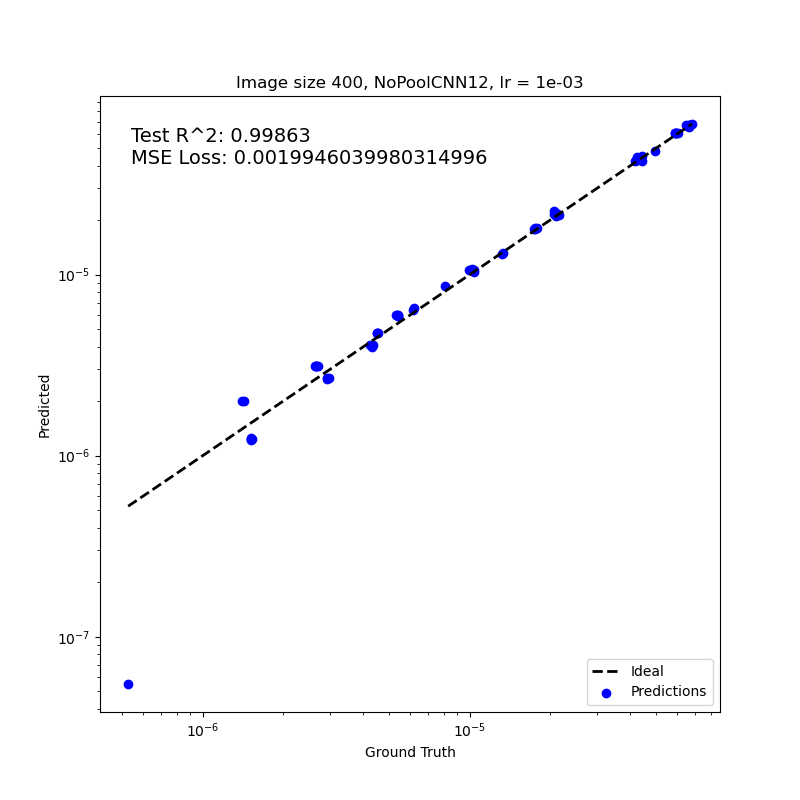 Image size 400, NoPoolCNN12, lr = 1e-03
Test R^2: 0.99863
MSE Loss: 0.0019946039980314996
10⁻⁵
10⁻⁶
10⁻⁷
Predicted
10⁻⁶
10⁻⁵
Ground Truth
Ideal
Predictions